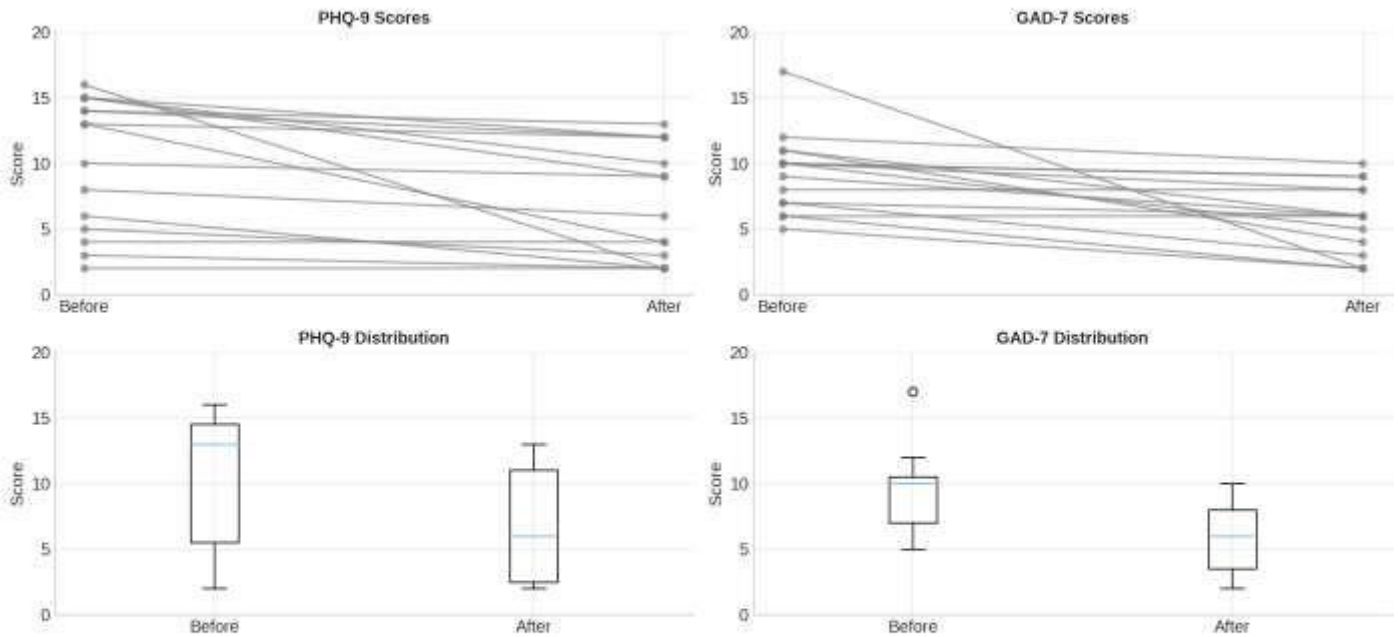 PHQ-9 Scores
20
15
10
5
0
Score
Before
After
GAD-7 Scores
20
15
10
5
0
Score
Before
After
PHQ-9 Distribution
20
15
10
5
0
Score
Before
After
GAD-7 Distribution
20
15
10
5
0
Score
Before
After